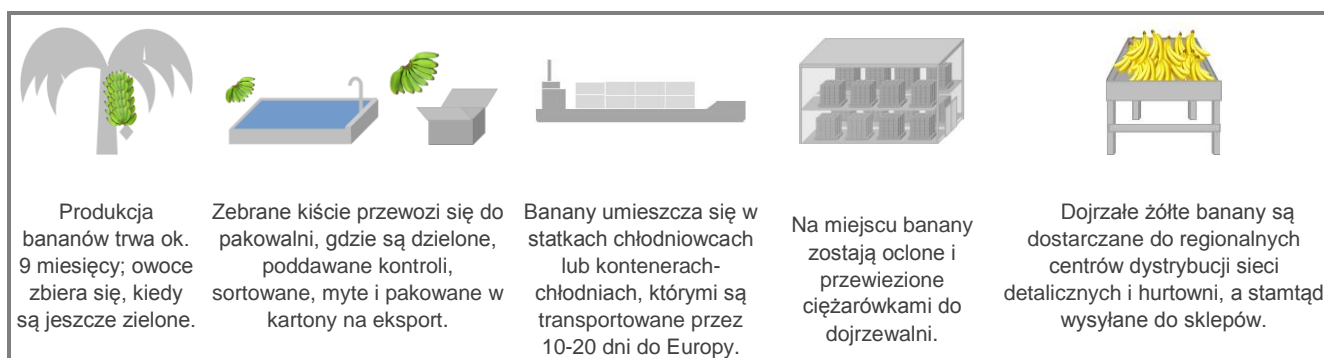 Produkcja
bananów trwa ok.
9 miesięcy; owoce
zbiera się, kiedy
są jeszcze zielone.
Zebrane kiście przewozi się do
pakowalni, gdzie są dzielone,
poddawane kontroli,
sortowane, myte i pakowane w
kartony na eksport.
Banany umieszcza się w
statkach chłodniowcach
lub kontenerach-
chłodniach, którymi są
transportowane przez
10-20 dni do Europy.
Na miejscu banany
zostają oclone i
przewiezione
ciężarówkami do
dojrzewalni.
Dojrzałe żółte banany są
dostarczane do regionalnych
centrów dystrybucji sieci
detalicznych i hurtowni, a stamtąd
wysyłane do sklepów.